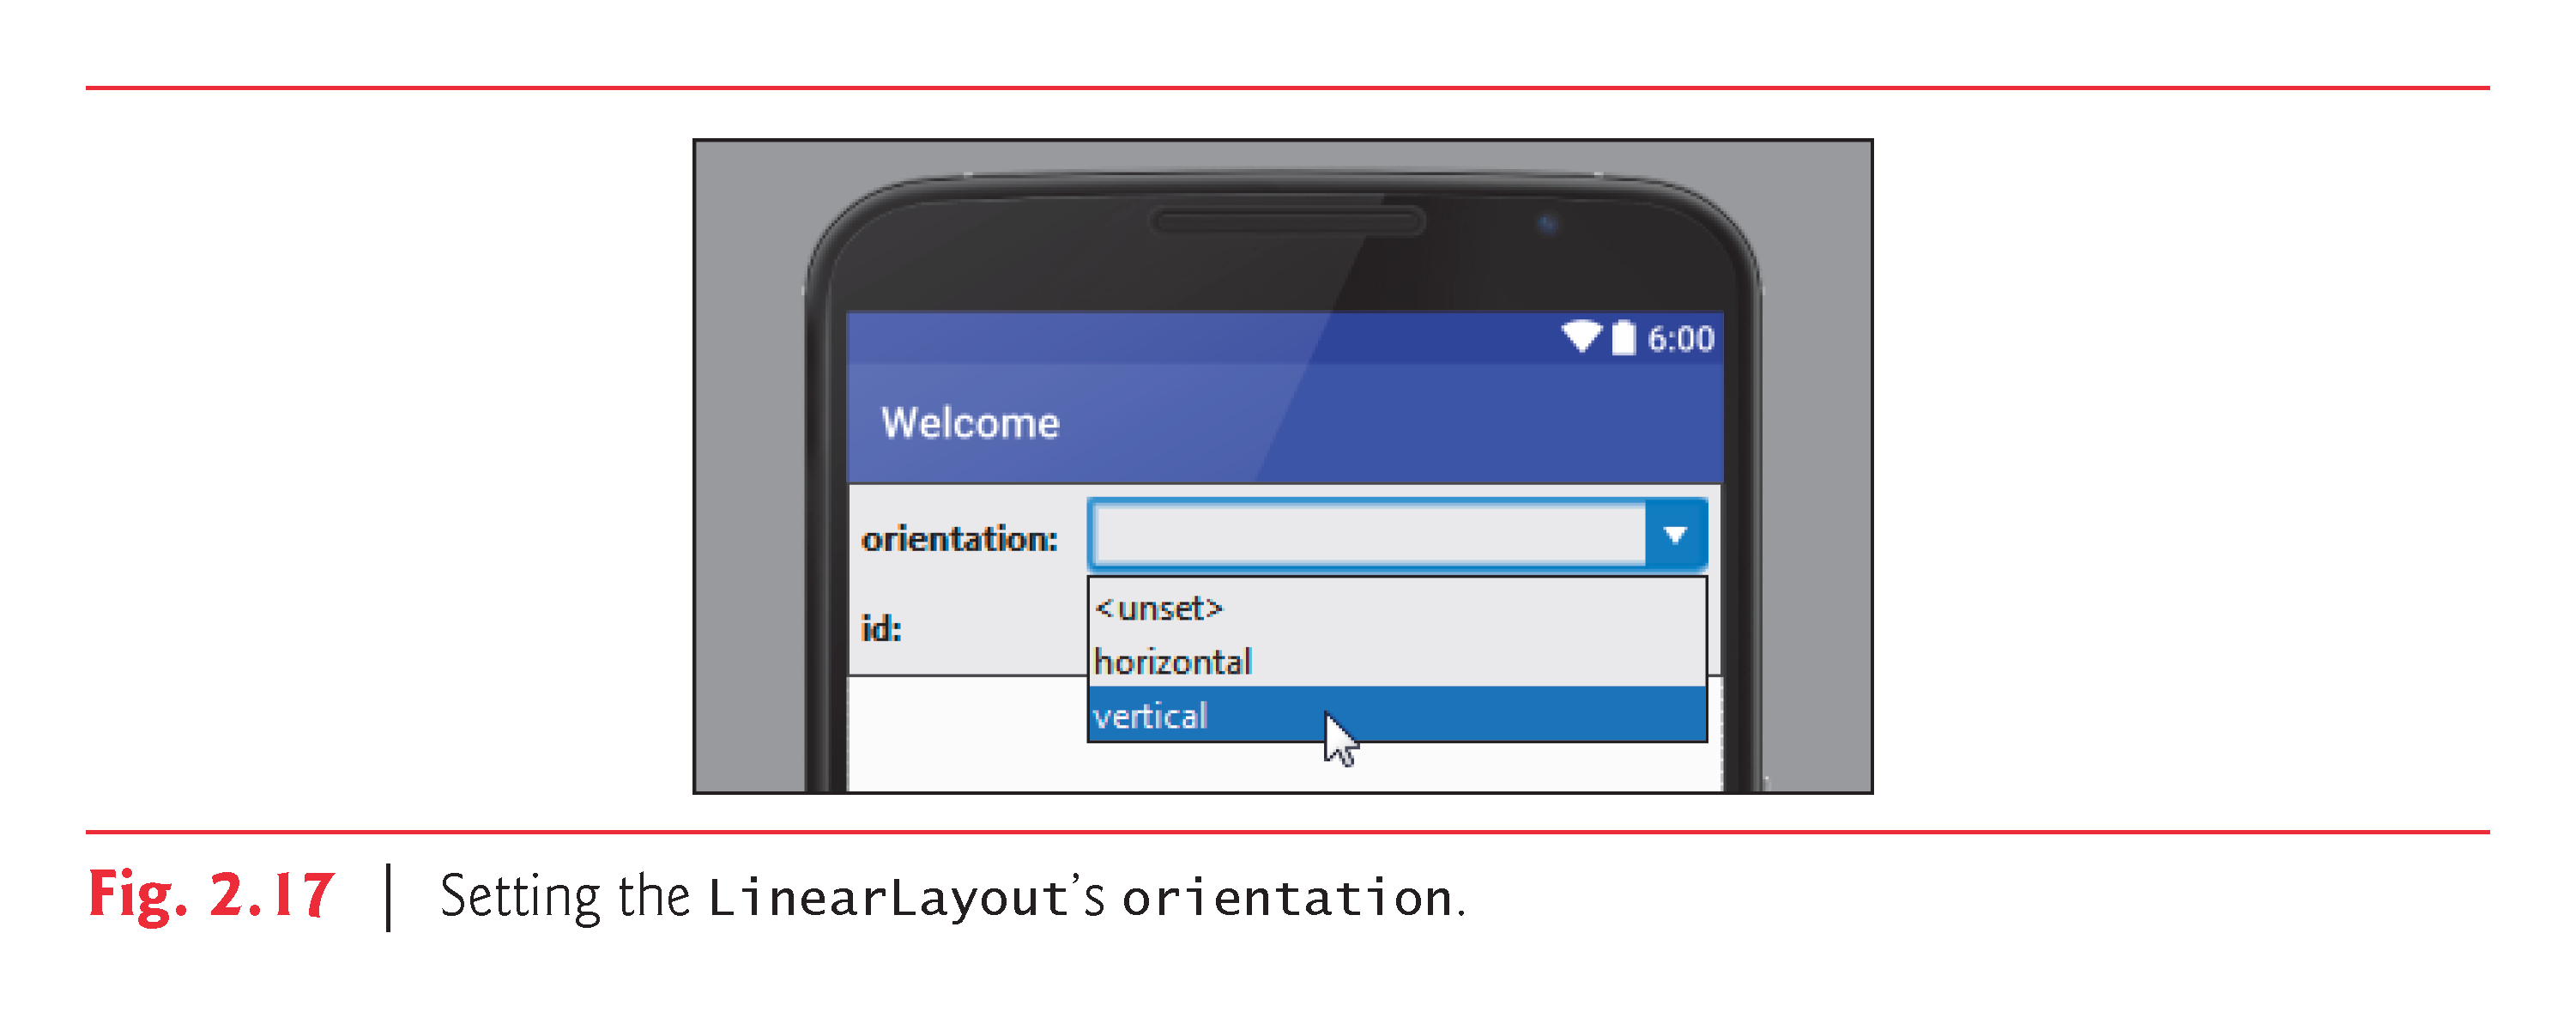 6:00
Welcome
orientation:
<unset>
id:
horizontal
vertical
Fig. 2.17 | Setting the LinearLayout’s orientation.